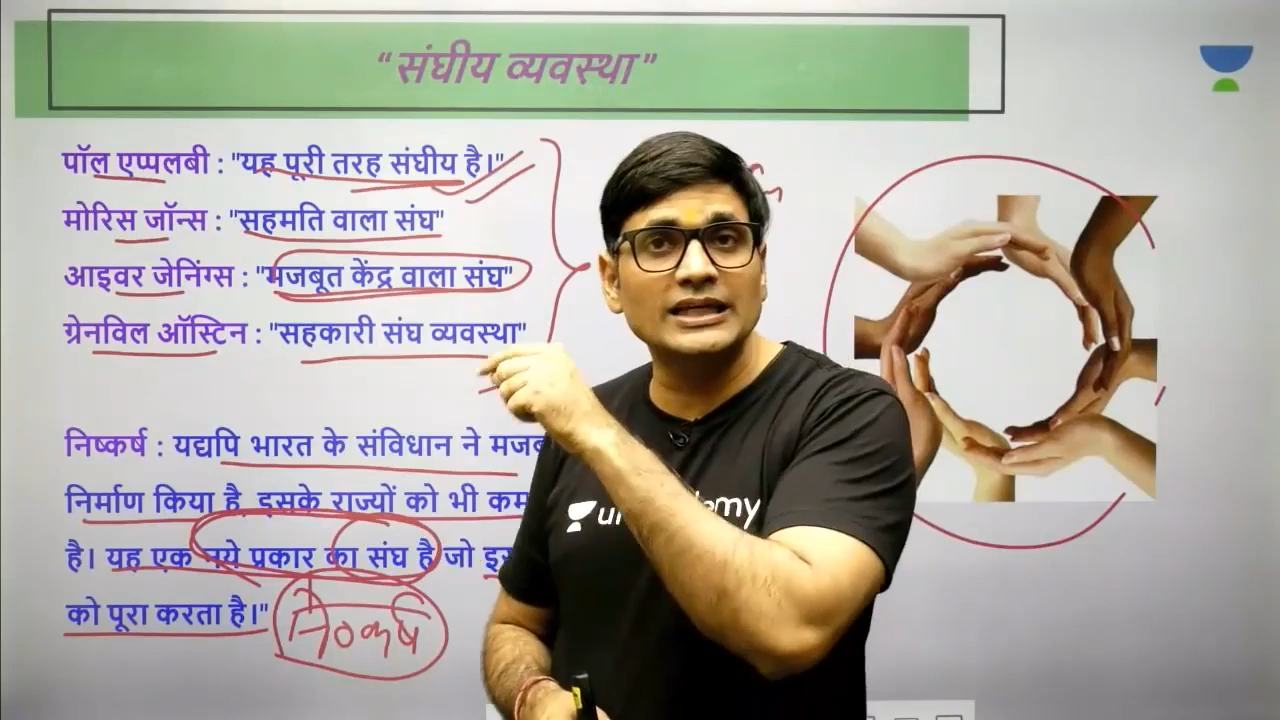 "संघीय व्यवस्था"
पॉल एप्पलबी : "यह पूरी तरह संघीय है।"
मोरिस जॉन्स : "सहमति वाला संघ"
आइवर जेनिंग्स : "मजबूत केंद्र वाला संघ"
ग्रेनविल ऑस्टिन : "सहकारी संघ व्यवस्था"
निष्कर्ष : यद्यपि भारत के संविधान ने
निर्माण किया है, इसके राज्यों को भी कम
है। यह एक नये प्रकार का संघ है जो
को पूरा करता है।"
निष्कर्ष